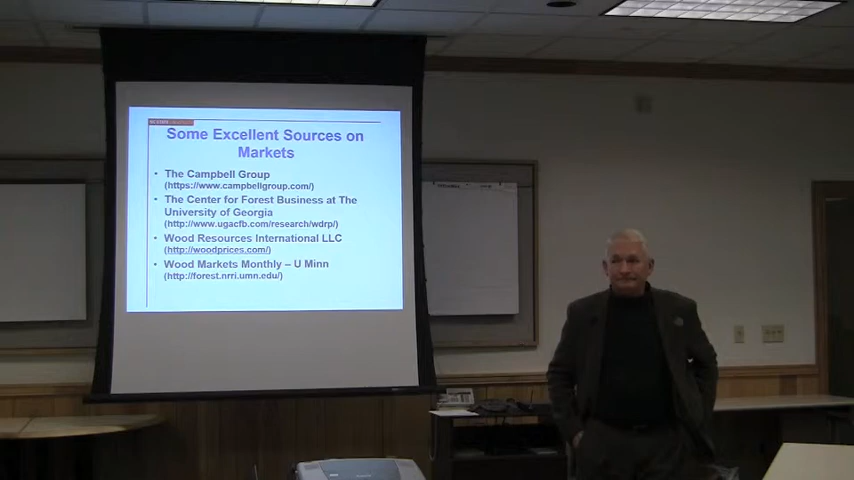 Some Excellent Sources on
Markets
• The Campbell Group
(https://www.campbellgroup.com/)
• The Center for Forest Business at The
University of Georgia
(http://www.ugacfb.com/research/wdrp/)
• Wood Resources International LLC
(http://woodprices.com/)
• Wood Markets Monthly – U Minn
(http://forest.nrri.umn.edu/)